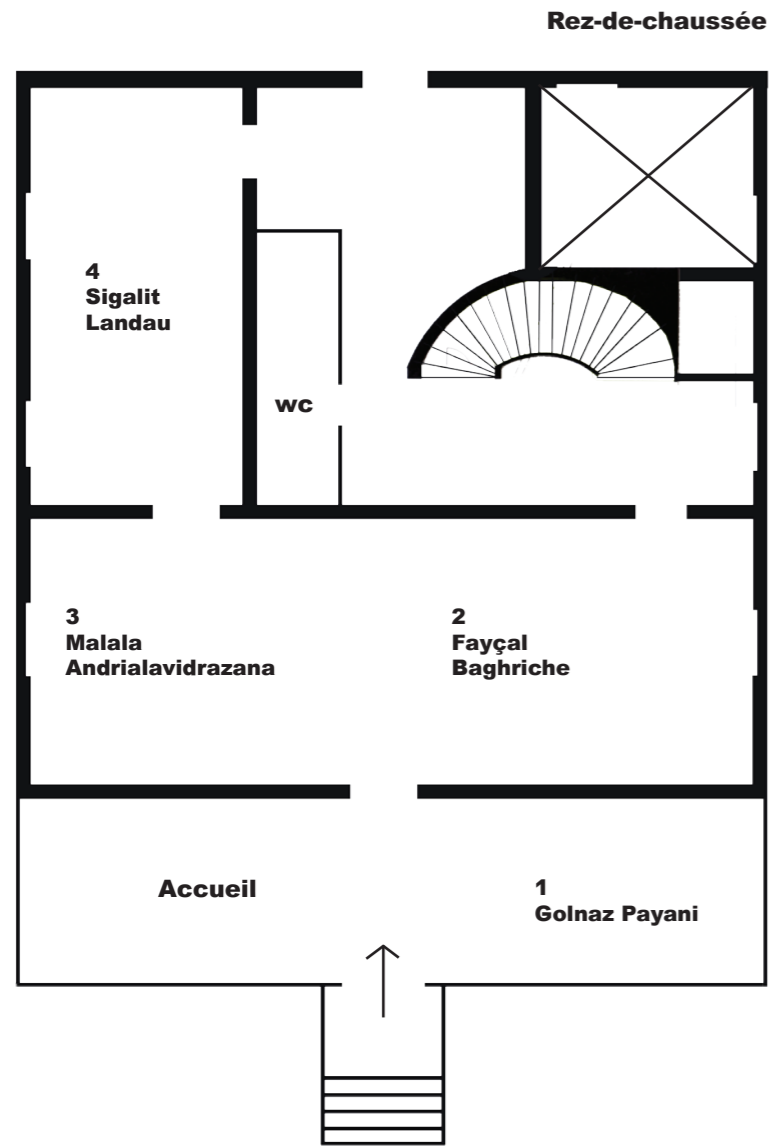 Rez-de-chaussée
4
Sigalit
Landau
wc
3
Malala
Andrialavidrazana
2
Fayçal
Baghriche
Accueil
1
Golnaz Payani